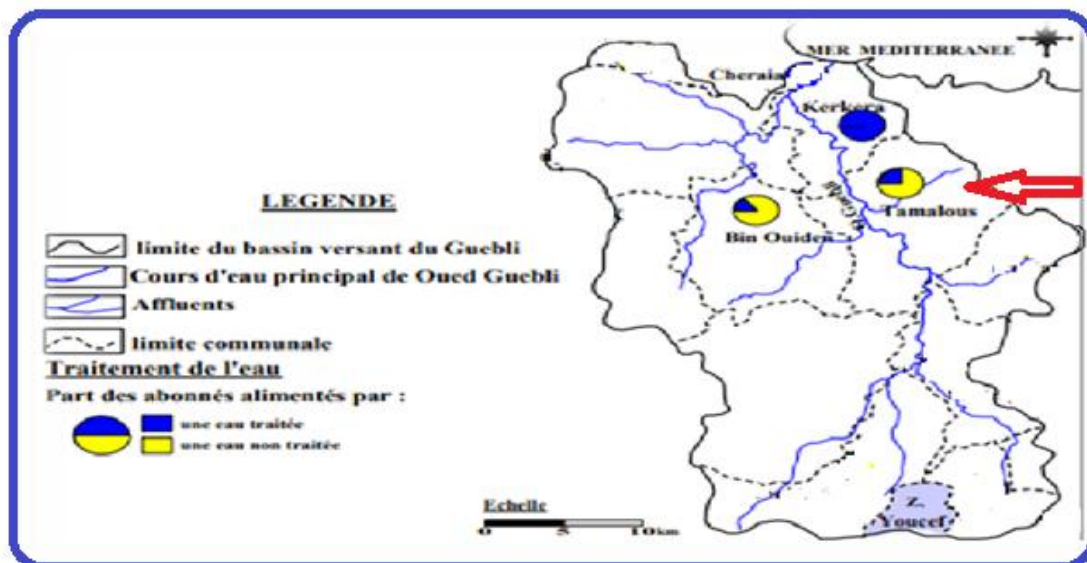 MER MEDITERRANEE
Cheraia
Kerkera
Tamalous
Bin Ouiden
LEGENDE
limite du bassin versant du Guebli
Cours d'eau principal de Oued Guebli
Affluents
limite communale
Traitement de l'eau
Part des abonnés alimentés par :
une eau traitée
une eau non traitée
Echelle
0 5 10km
Z.
Youcef